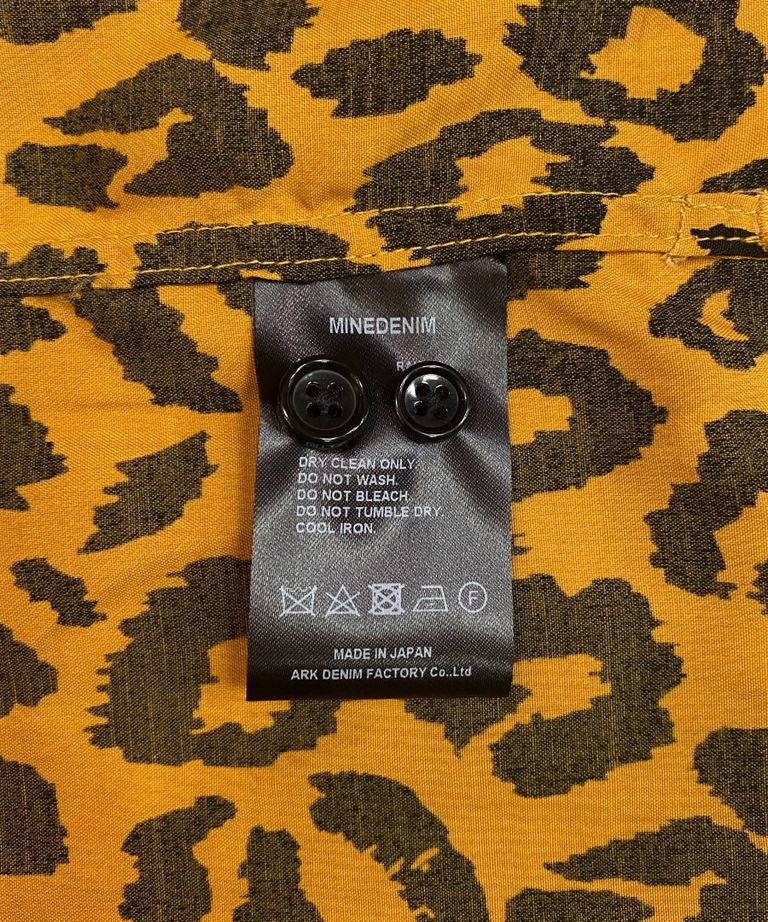 MINEDENIM
DRY CLEAN ONLY.
DO NOT WASH.
DO NOT BLEACH.
DO NOT TUMBLE DRY.
COOL IRON.
F
MADE IN JAPAN
ARK DENIM FACTORY Co.,Ltd